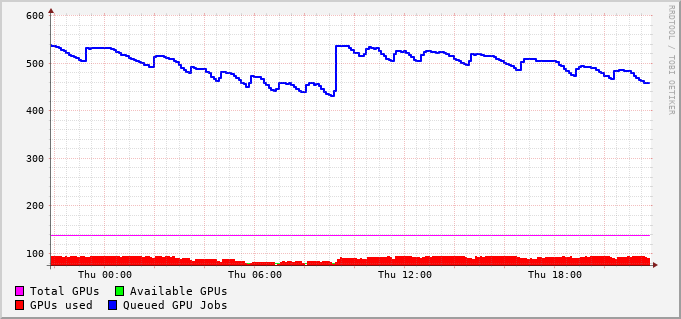 600
500
400
300
200
100
Thu 00:00 Thu 06:00 Thu 12:00 Thu 18:00
Total GPUs Available GPUs
GPUs used Queued GPU Jobs
RRDTOOL / TOBI OETIKER